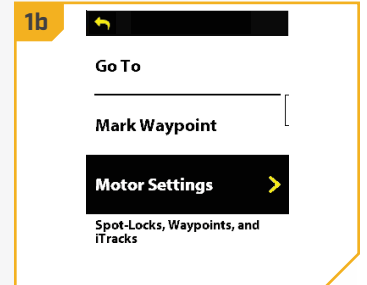 1b
Go To
Mark Waypoint
Motor Settings
Spot-Locks, Waypoints, and
iTracks